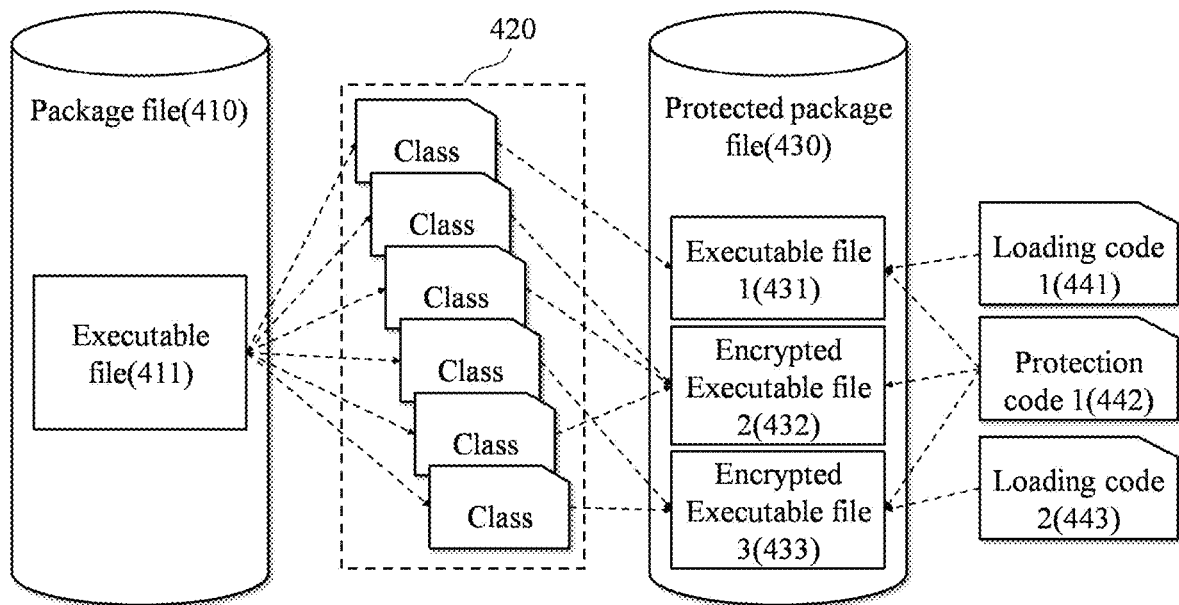 420
Package file(410)
Executable
file(411)
Class
Class
Class
Class
Class
Class
Protected package
file(430)
Executable file
1(431)
Encrypted
Executable file
2(432)
Encrypted
Executable file
3(433)
Loading code
1(441)
Protection
code 1(442)
Loading code
2(443)